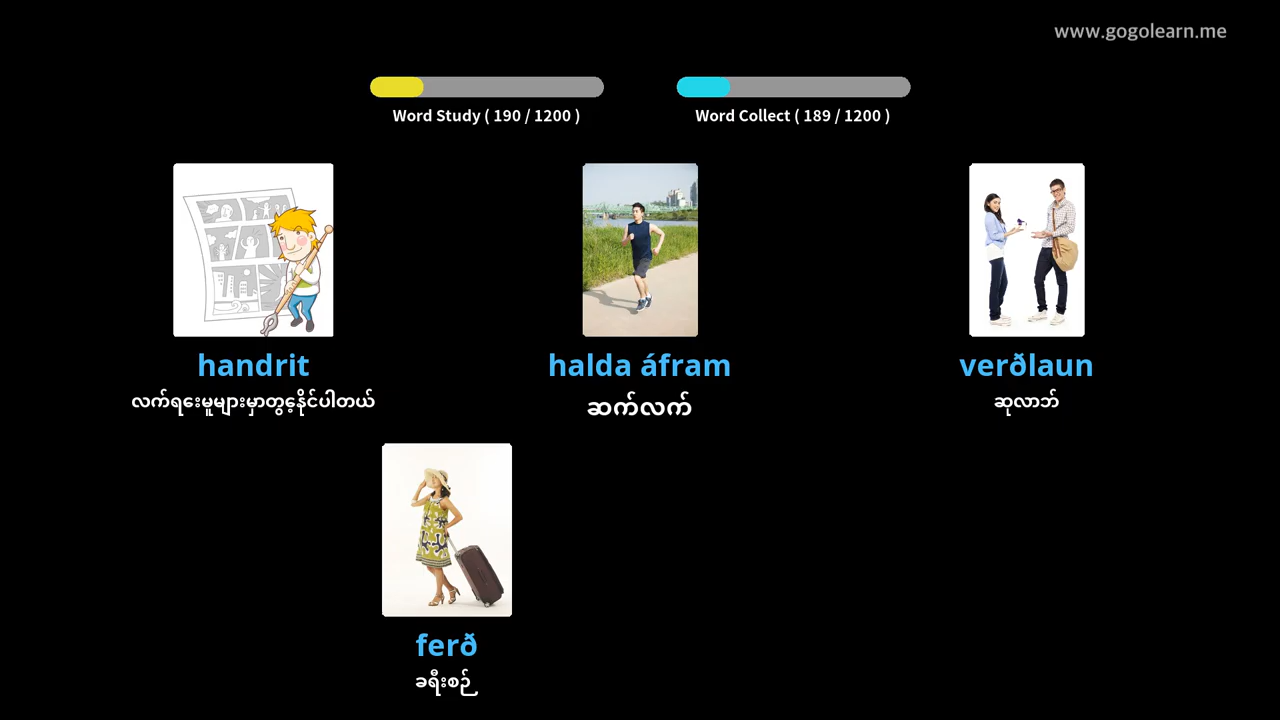 www.gogolearn.me
Word Study ( 190 / 1200 )
Word Collect ( 189 / 1200 )
handrit
လက်ရေးမူများမှာတွေ့နိုင်ပါတယ်
halda áfram
ဆက်လက်
verðlaun
ဆုလာဘ်
ferð
ခရီးစဉ်